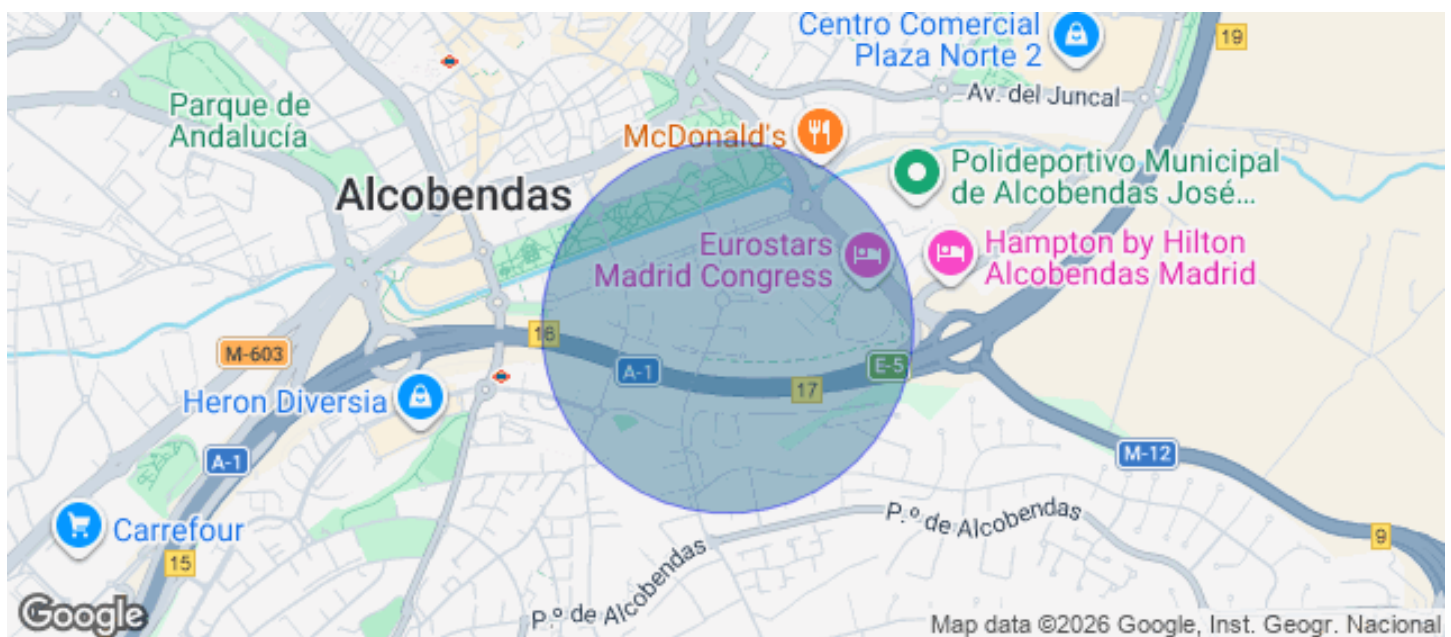 Centro Comercial
Plaza Norte 2
19
Av. del Juncal
Parque de
Andalucía
McDonald's
Polideportivo Municipal
de Alcobendas José...
Alcobendas
Eurostars
Madrid Congress
Hampton by Hilton
Alcobendas Madrid
16
M-603
A-1
E-5
17
Heron Diversia
A-1
M-12
Carrefour
P.º de Alcobendas
9
15
P.º de Alcobendas
Google
Map data ©2026 Google, Inst. Geogr. Nacional